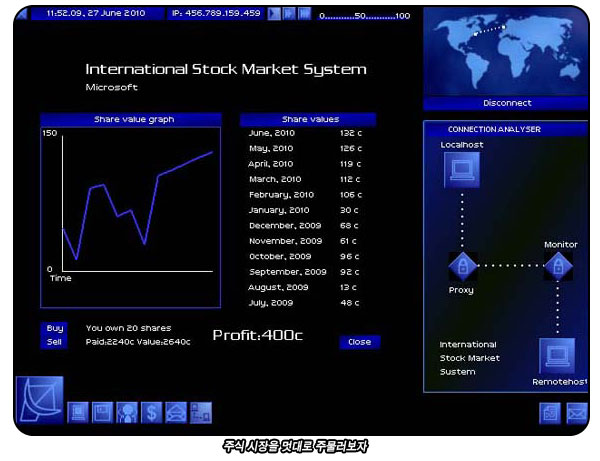 11:52.09, 27 June 2010
IP: 456.789.159.459
0...........50...........100
International Stock Market System
Microsoft
Disconnect
Share value graph
Share values
150
0
Time
June, 2010 132 c
May, 2010 126 c
April, 2010 119 c
March, 2010 112 c
February, 2010 106 c
January, 2010 30 c
December, 2009 68 c
November, 2009 61 c
October, 2009 96 c
September, 2009 92 c
August, 2009 13 c
July, 2009 48 c
Buy
Sell
You own 20 shares
Paid:2240c Value:2640c
Profit:400c
Close
CONNECTION ANALYSER
Localhost
Proxy
Monitor
International
Stock Market
System
Remotehost
주식 시장을 멋대로 주물러보자